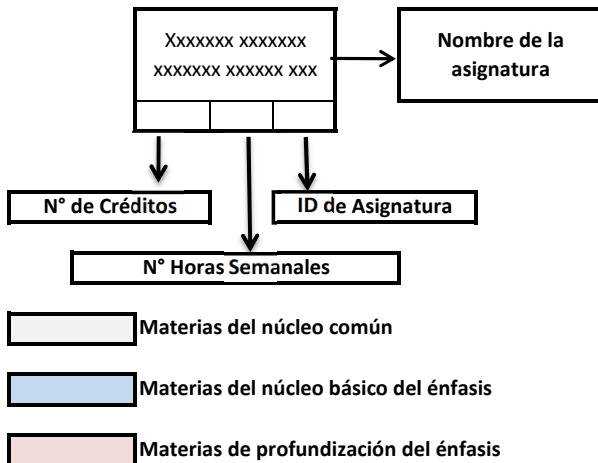 Xxxxxxx xxxxxxx
xxxxxxx xxxxxx xxx
Nombre de la
asignatura
N° de Créditos
ID de Asignatura
N° Horas Semanales
Materias del núcleo común
Materias del núcleo básico del énfasis
Materias de profundización del énfasis